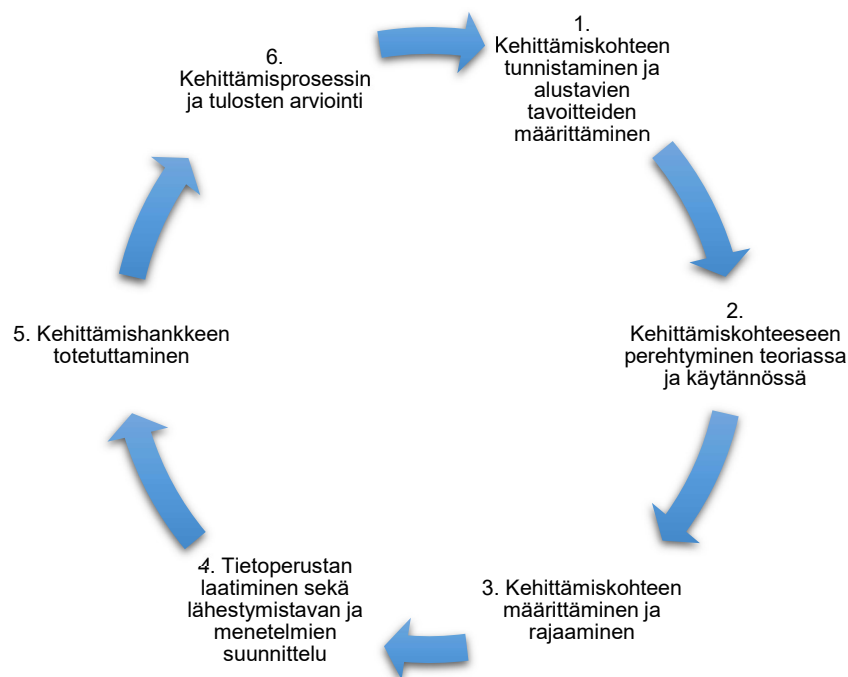 1.
Kehittämiskohteen
tunnistaminen ja
alustavien
tavoitteiden
määrittäminen
2.
Kehittämiskohteeseen
perehtyminen teoriassa
ja käytännössä
3. Kehittämiskohteen
määrittäminen ja
rajaaminen
4. Tietoperustan
laatiminen sekä
lähestymistavan ja
menetelmien
suunnittelu
5. Kehittämishankkeen
totetuttaminen
6.
Kehittämisprosessin
ja tulosten arviointi